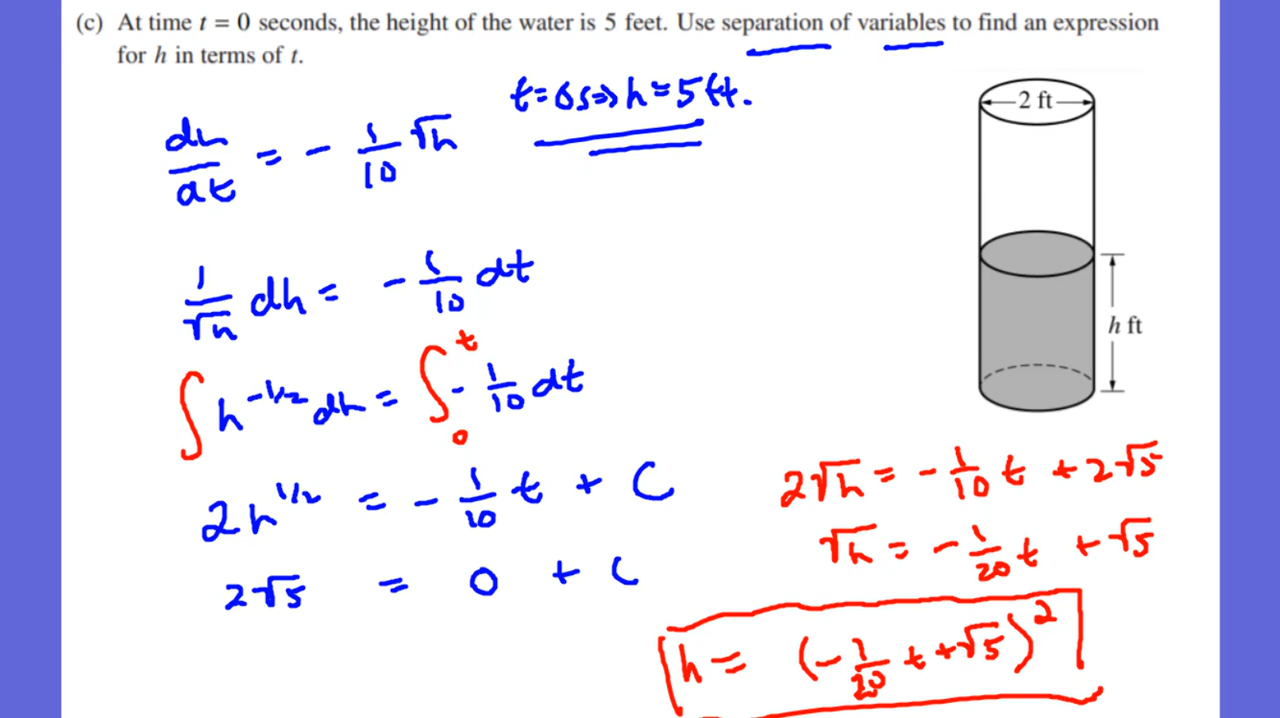 (c) At time t = 0 seconds, the height of the water is 5 feet. Use separation of variables to find an expression
for h in terms of t.
t=0s⇒h=5ft.
dh/dt = - 1/10 √h
1/√h dh = - 1/10 dt
∫h^-1/2 dh = ∫_0^t - 1/10 dt
2h^1/2 = - 1/10 t + C
2√5 = 0 + C
2 ft
h ft
2√h = - 1/10 t + 2√5
√h = - 1/20 t + √5
h = (- 1/20 t + √5)^2